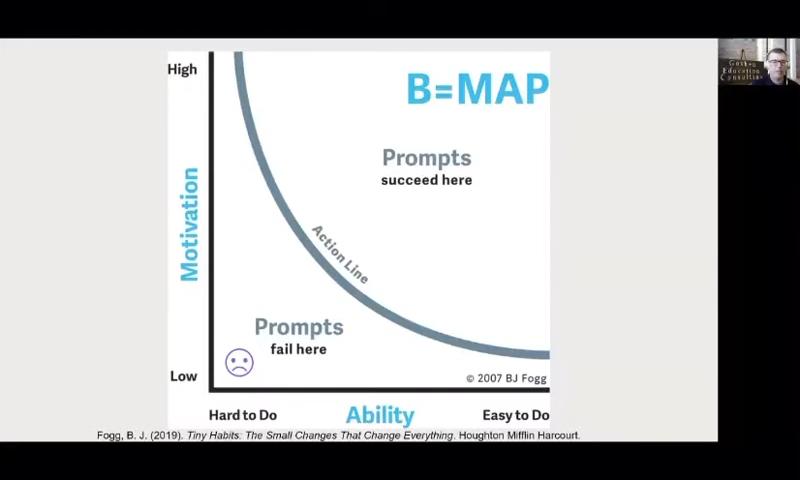 High
B=MAP
Prompts
succeed here
Motivation
Action Line
Prompts
fail here
Low
© 2007 BJ Fogg
Hard to Do
Ability
Easy to Do
Fogg, B. J. (2019). Tiny Habits: The Small Changes That Change Everything. Houghton Mifflin Harcourt.
Education